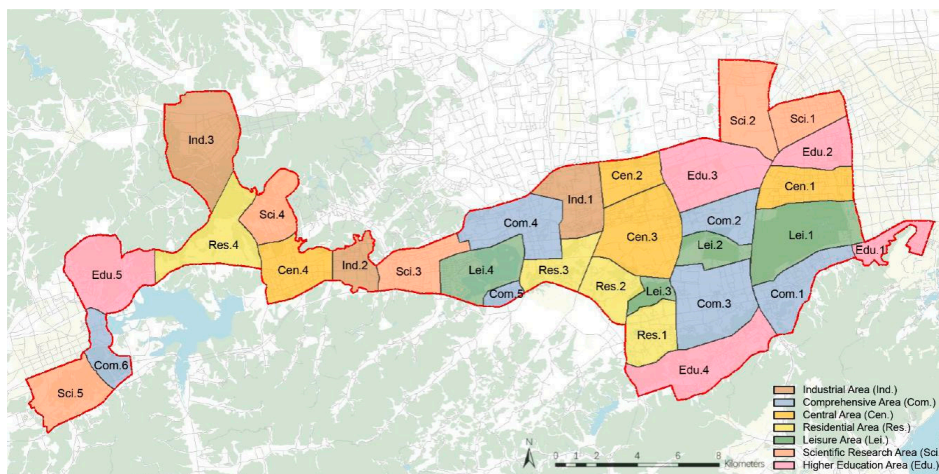 Sci.2
Sci.1
Ind.3
Edu.2
Edu.3
Cen.2
Cen.1
Ind.1
Sci.4
Com.4
Com.2
Cen.3
Lei.1
Res.4
Lei.2
Edu.1
Edu.5
Cen.4
Ind.2
Sci.3
Lei.4
Res.3
Res.2
Lei.3
Com.5
Com.3
Com.1
Res.1
Com.6
Edu.4
Sci.5
Industrial Area (Ind.)
Comprehensive Area (Com.)
Central Area (Cen.)
Residential Area (Res.)
Leisure Area (Lei.)
Scientific Research Area (Sci
Higher Education Area (Edu.)
N
0 1 2 4 6 8
Kilometers